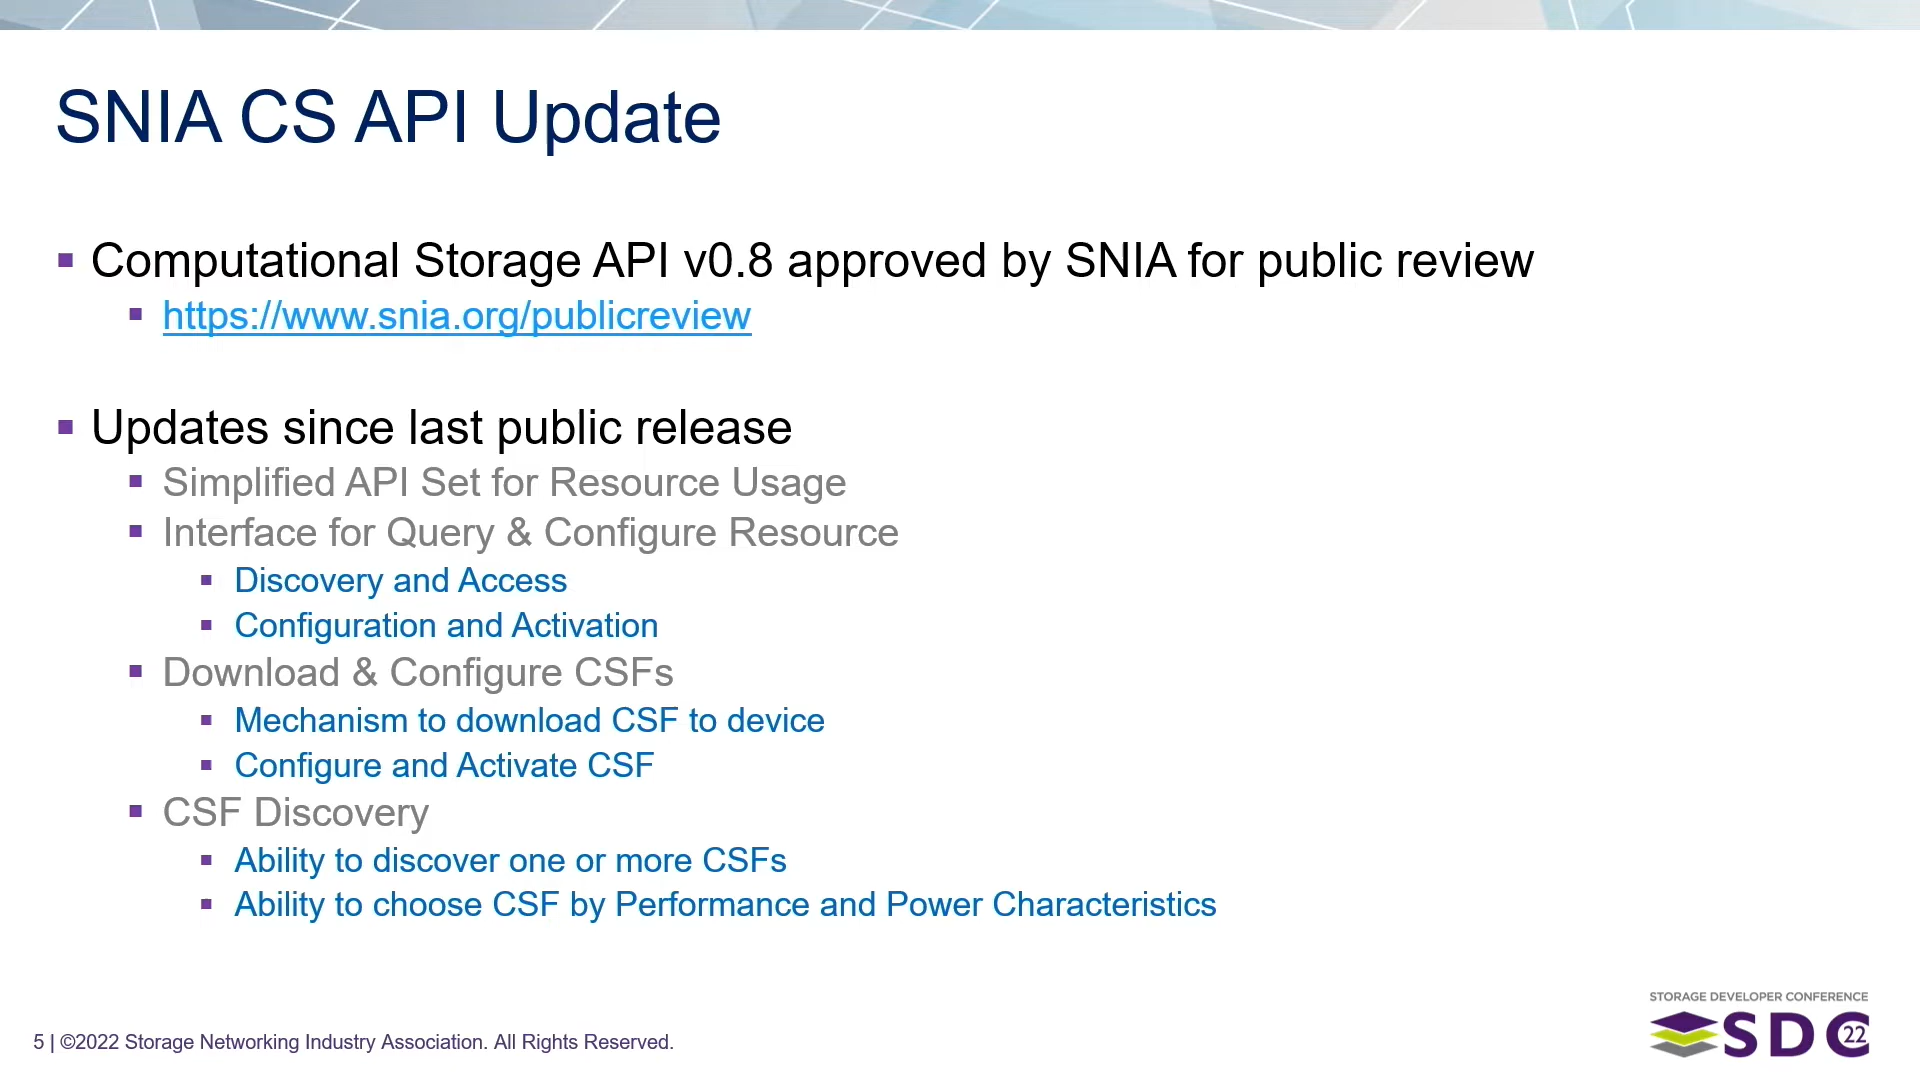 SNIA CS API Update
Computational Storage API v0.8 approved by SNIA for public review
https://www.snia.org/publicreview
Updates since last public release
Simplified API Set for Resource Usage
Interface for Query & Configure Resource
Discovery and Access
Configuration and Activation
Download & Configure CSFs
Mechanism to download CSF to device
Configure and Activate CSF
CSF Discovery
Ability to discover one or more CSFs
Ability to choose CSF by Performance and Power Characteristics
5 | ©2022 Storage Networking Industry Association. All Rights Reserved.
STORAGE DEVELOPER CONFERENCE
SDC 22